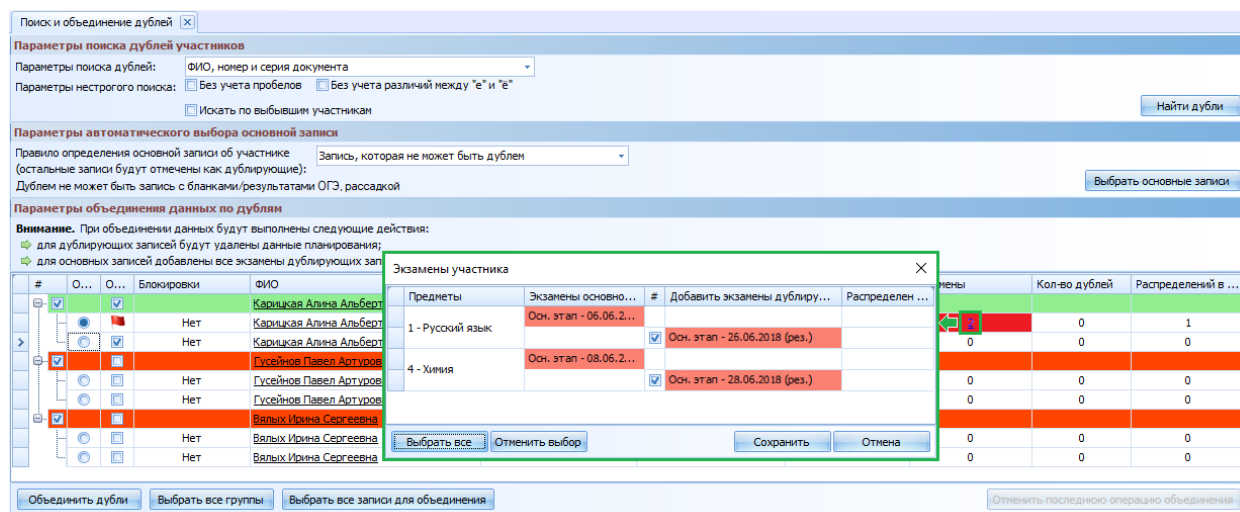 Поиск и объединение дублей
Параметры поиска дублей участников
Параметры поиска дублей: ФИО, номер и серия документа
Параметры нестрогого поиска: Без учета пробелов Без учета различий между "е" и "ё"
Искать по выбывшим участникам
Найти дубли
Параметры автоматического выбора основной записи
Правило определения основной записи об участнике
(остальные записи будут отмечены как дублирующие):
Запись, которая не может быть дублем
Дублем не может быть запись с бланками/результатами ОГЭ, рассадкой
Выбрать основные записи
Параметры объединения данных по дублям
Внимание. При объединении данных будут выполнены следующие действия:
для дублирующих записей будут удалены данные планирования;
для основных записей добавлены все экзамены дублирующих зап
# О... О... Блокировки ФИО мены Кол-во дублей Распределений в ...
Карицкая Алина Альберт
Нет Карицкая Алина Альберт 0 1
Нет Карицкая Алина Альберт 0 0 0
Гусейнов Павел Артуров
Нет Гусейнов Павел Артуров 0 0 0
Нет Гусейнов Павел Артуров 0 0 0
Вялых Ирина Сергеевна
Нет Вялых Ирина Сергеевна 0 0 0
Нет Вялых Ирина Сергеевна 0 0 0
Экзамены участника
Предметы Экзамены основно... # Добавить экзамены дублиру... Распределен ...
1 - Русский язык Осн. этап - 06.06.2...
Осн. этап - 26.06.2018 (рез.)
4 - Химия Осн. этап - 08.06.2...
Осн. этап - 28.06.2018 (рез.)
Выбрать все Отменить выбор Сохранить Отмена
Объединить дубли Выбрать все группы Выбрать все записи для объединения Отменить последнюю операцию объединения